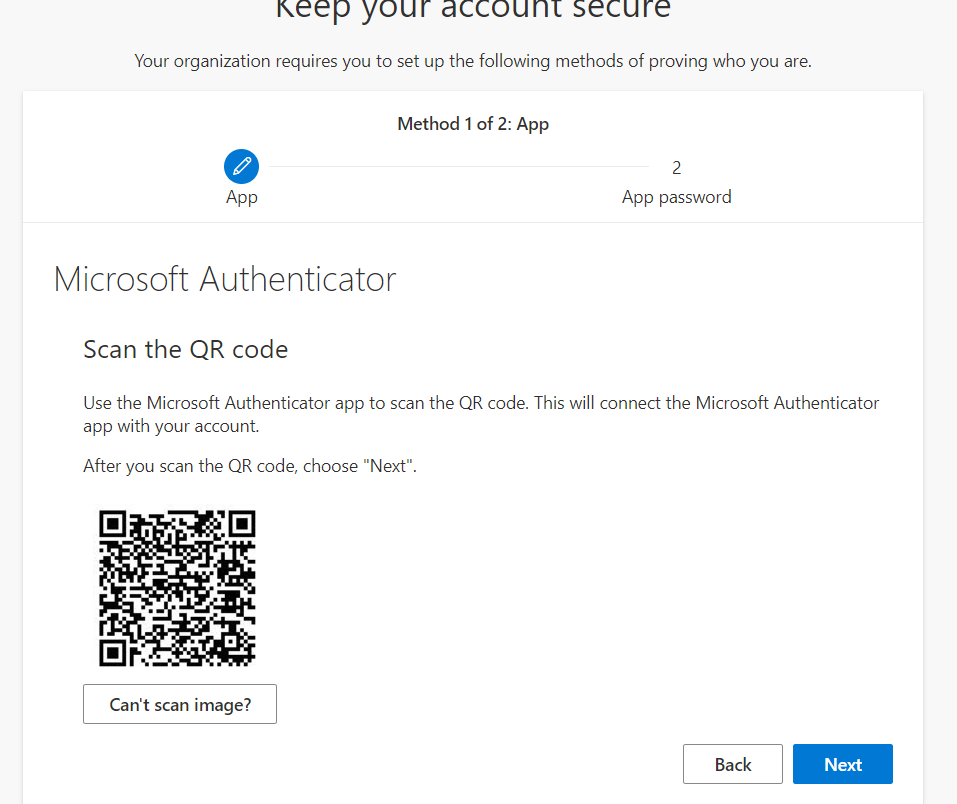 Keep your account secure
Your organization requires you to set up the following methods of proving who you are.
Method 1 of 2: App
2
App
App password
Microsoft Authenticator
Scan the QR code
Use the Microsoft Authenticator app to scan the QR code. This will connect the Microsoft Authenticator
app with your account.
After you scan the QR code, choose "Next".
Can't scan image?
Back
Next